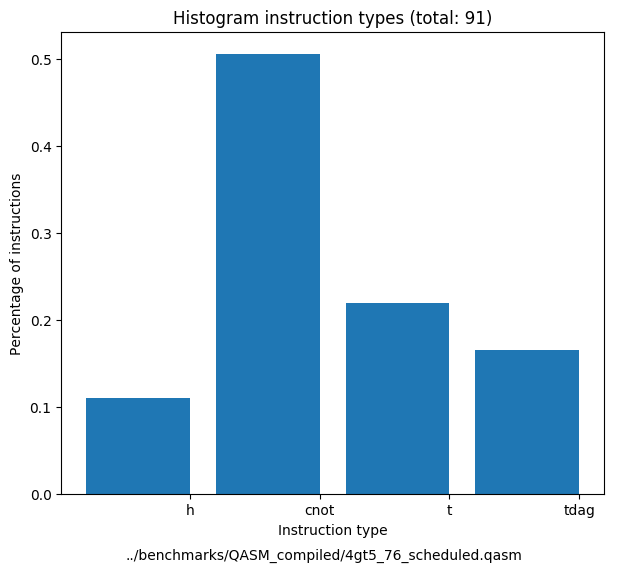 Histogram instruction types (total: 91)
Percentage of instructions
0.5
0.4
0.3
0.2
0.1
0.0
h cnot t tdag
Instruction type
../benchmarks/QASM_compiled/4gt5_76_scheduled.qasm